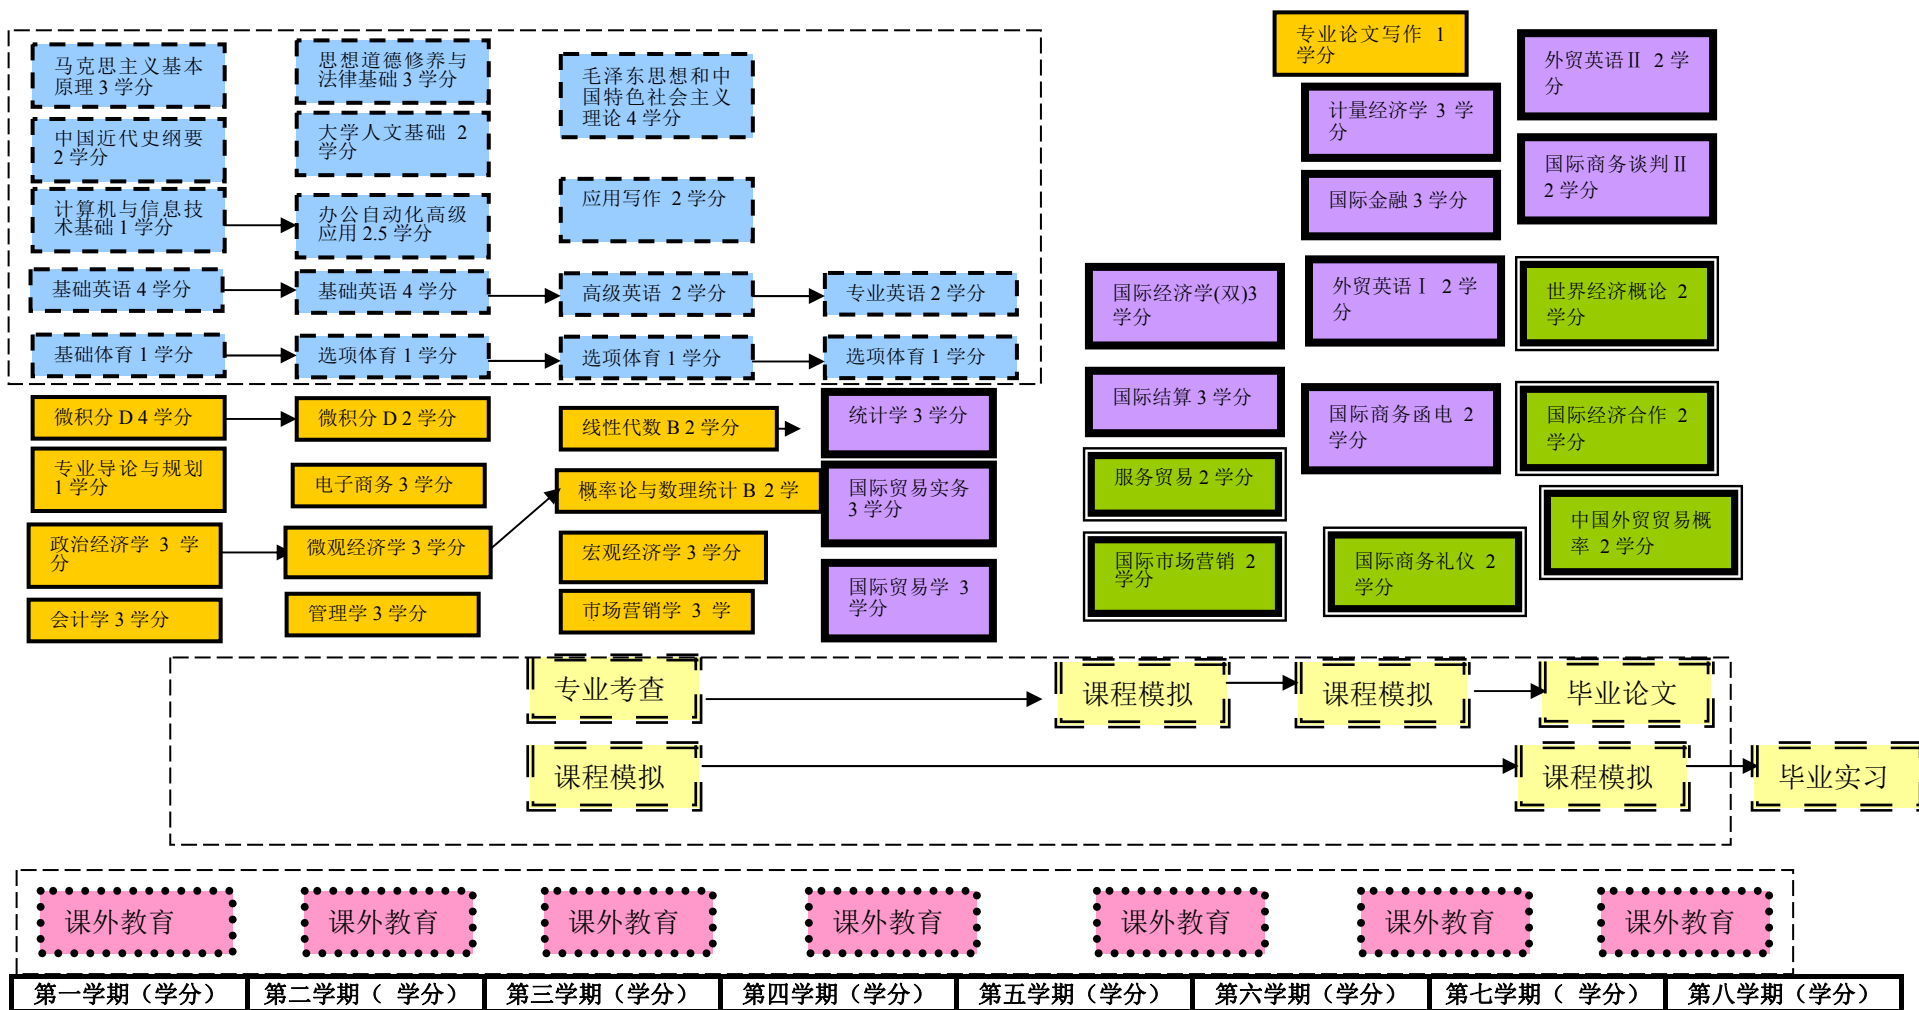 马克思主义基本
原理 3 学分
中国近代史纲要
2 学分
计算机与信息技
术基础 1 学分
基础英语 4 学分
基础体育 1 学分
思想道德修养与
法律基础 3 学分
大学人文基础 2
学分
办公自动化高级
应用 2.5 学分
基础英语 4 学分
选项体育 1 学分
毛泽东思想和中
国特色社会主义
理论 4 学分
应用写作 2 学分
高级英语 2 学分
选项体育 1 学分
专业英语 2 学分
选项体育 1 学分
微积分 D 4 学分
专业导论与规划
1 学分
政治经济学 3 学
分
会计学 3 学分
微积分 D 2 学分
电子商务 3 学分
微观经济学 3 学分
管理学 3 学分
线性代数 B 2 学分
概率论与数理统计 B 2 学
宏观经济学 3 学分
市场营销学 3 学
统计学 3 学分
国际贸易实务
3 学分
国际贸易学 3
学分
国际经济学(双)3
学分
国际结算 3 学分
服务贸易 2 学分
国际市场营销 2
学分
专业论文写作 1
学分
计量经济学 3 学
分
国际金融 3 学分
外贸英语Ⅰ 2 学
分
国际商务函电 2
学分
国际商务礼仪 2
学分
外贸英语Ⅱ 2 学
分
国际商务谈判Ⅱ
2 学分
世界经济概论 2
学分
国际经济合作 2
学分
中国外贸贸易概
率 2 学分
专业考查
课程模拟
课程模拟
毕业论文
课程模拟
课程模拟
毕业实习
课外教育
课外教育
课外教育
课外教育
课外教育
课外教育
课外教育
第一学期（学分）
第二学期（ 学分）
第三学期（学分）
第四学期（学分）
第五学期（学分）
第六学期（学分）
第七学期（ 学分）
第八学期（学分）